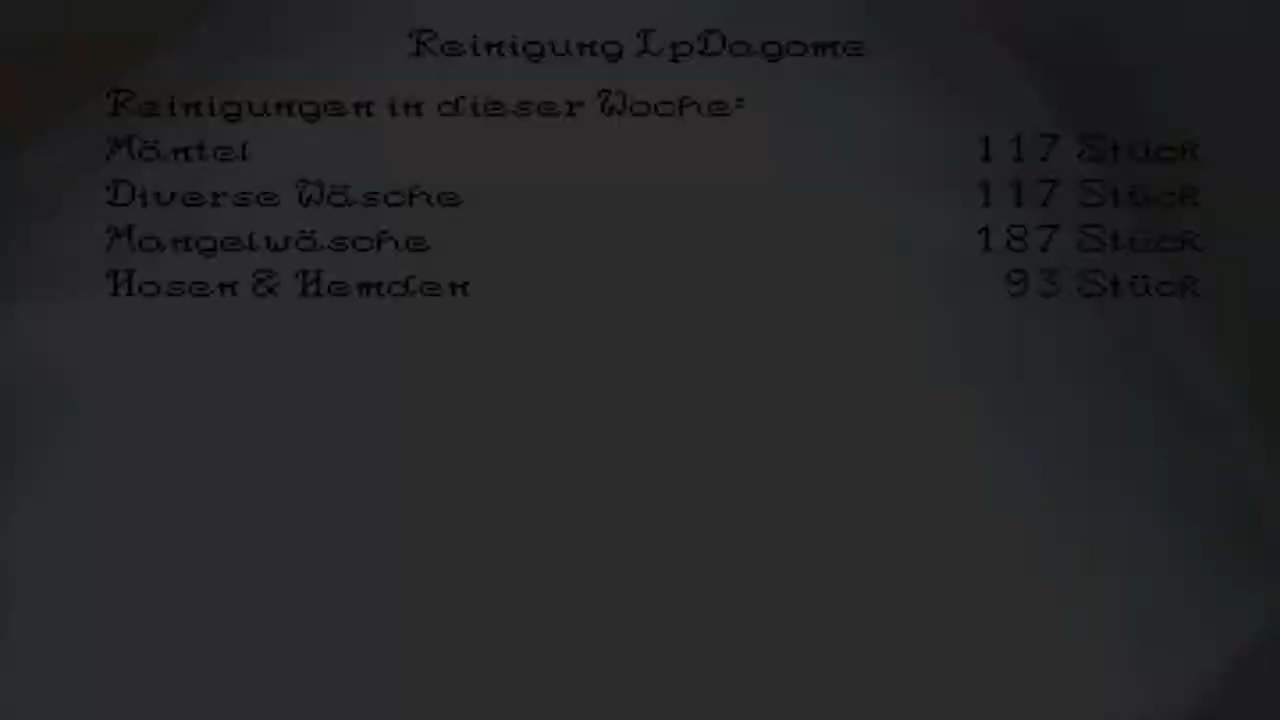 Reinigung LpDagome
Reinigungen in dieser Woche:
Mäntel 117 Stück
Diverse Wäsche 117 Stück
Mangelwäsche 187 Stück
Hosen & Hemden 93 Stück